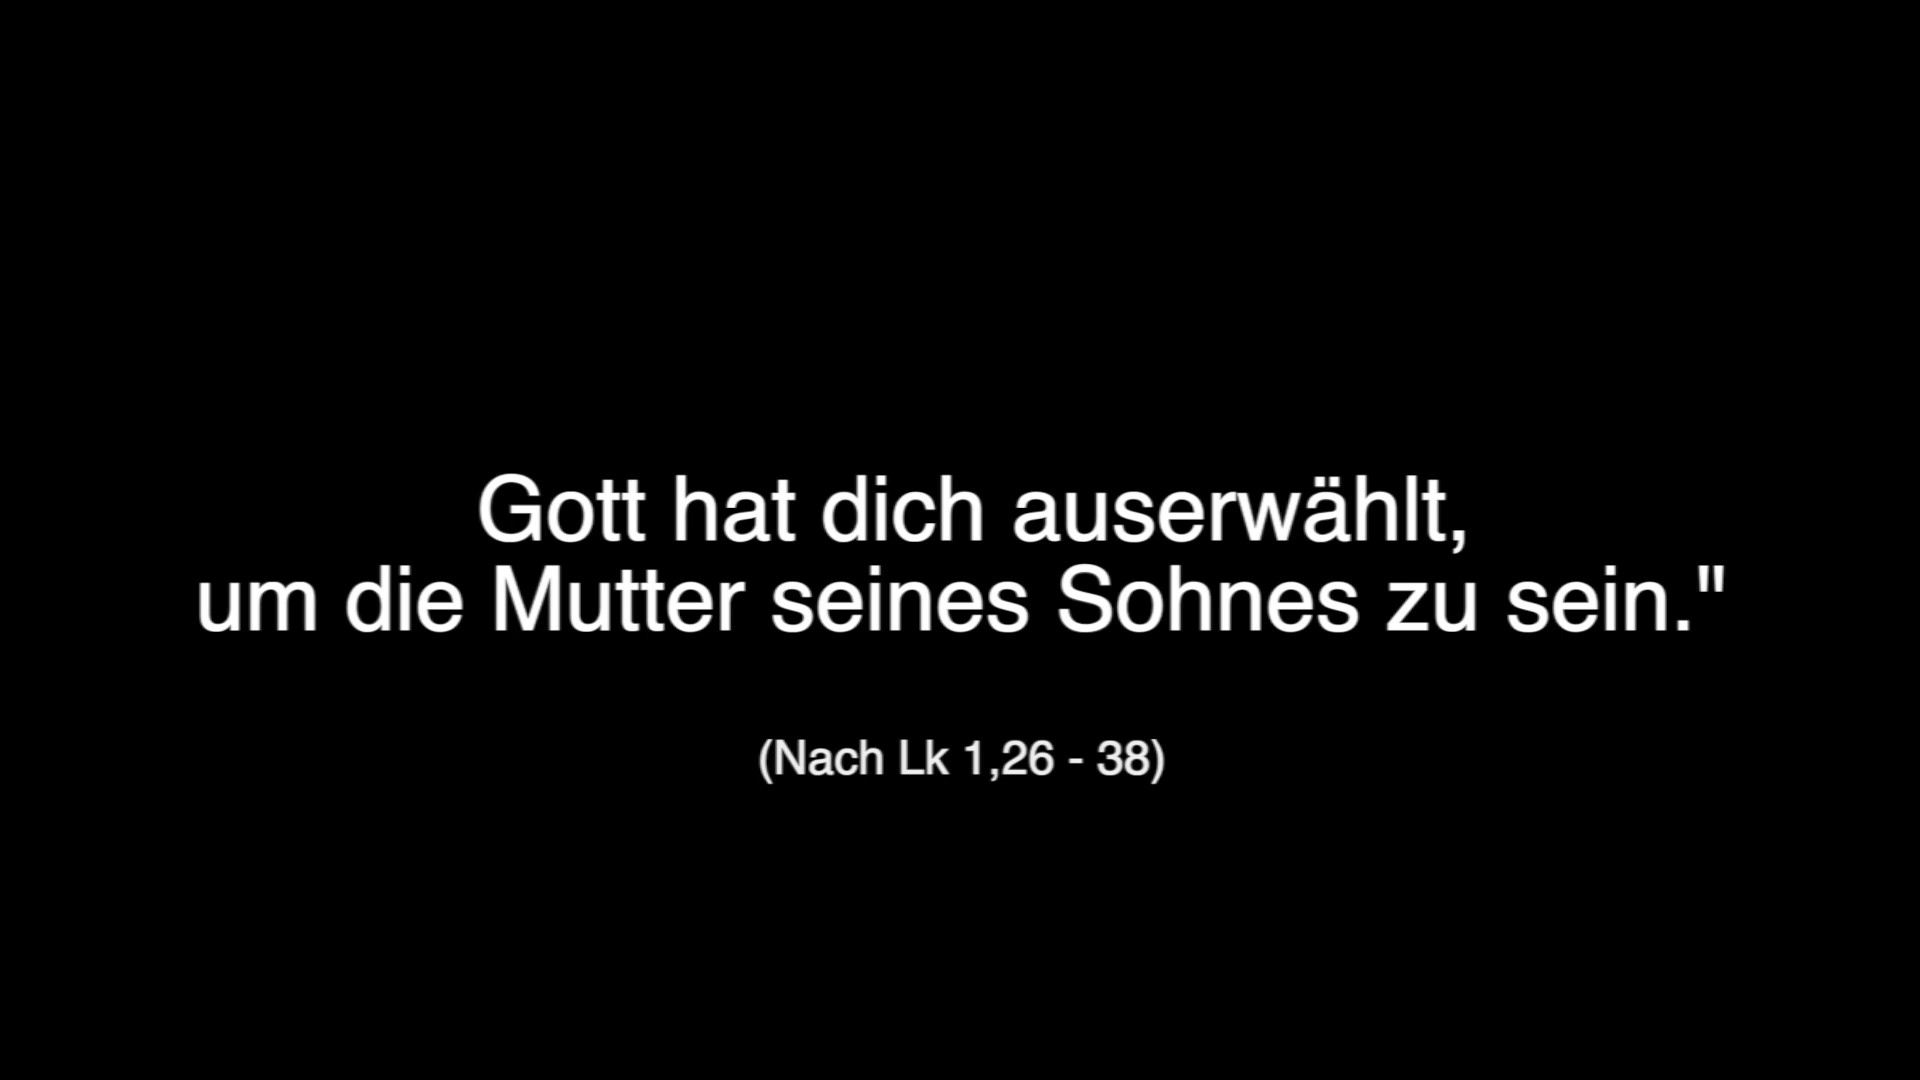 Gott hat dich auserwählt,
um die Mutter seines Sohnes zu sein."
(Nach Lk 1,26 - 38)